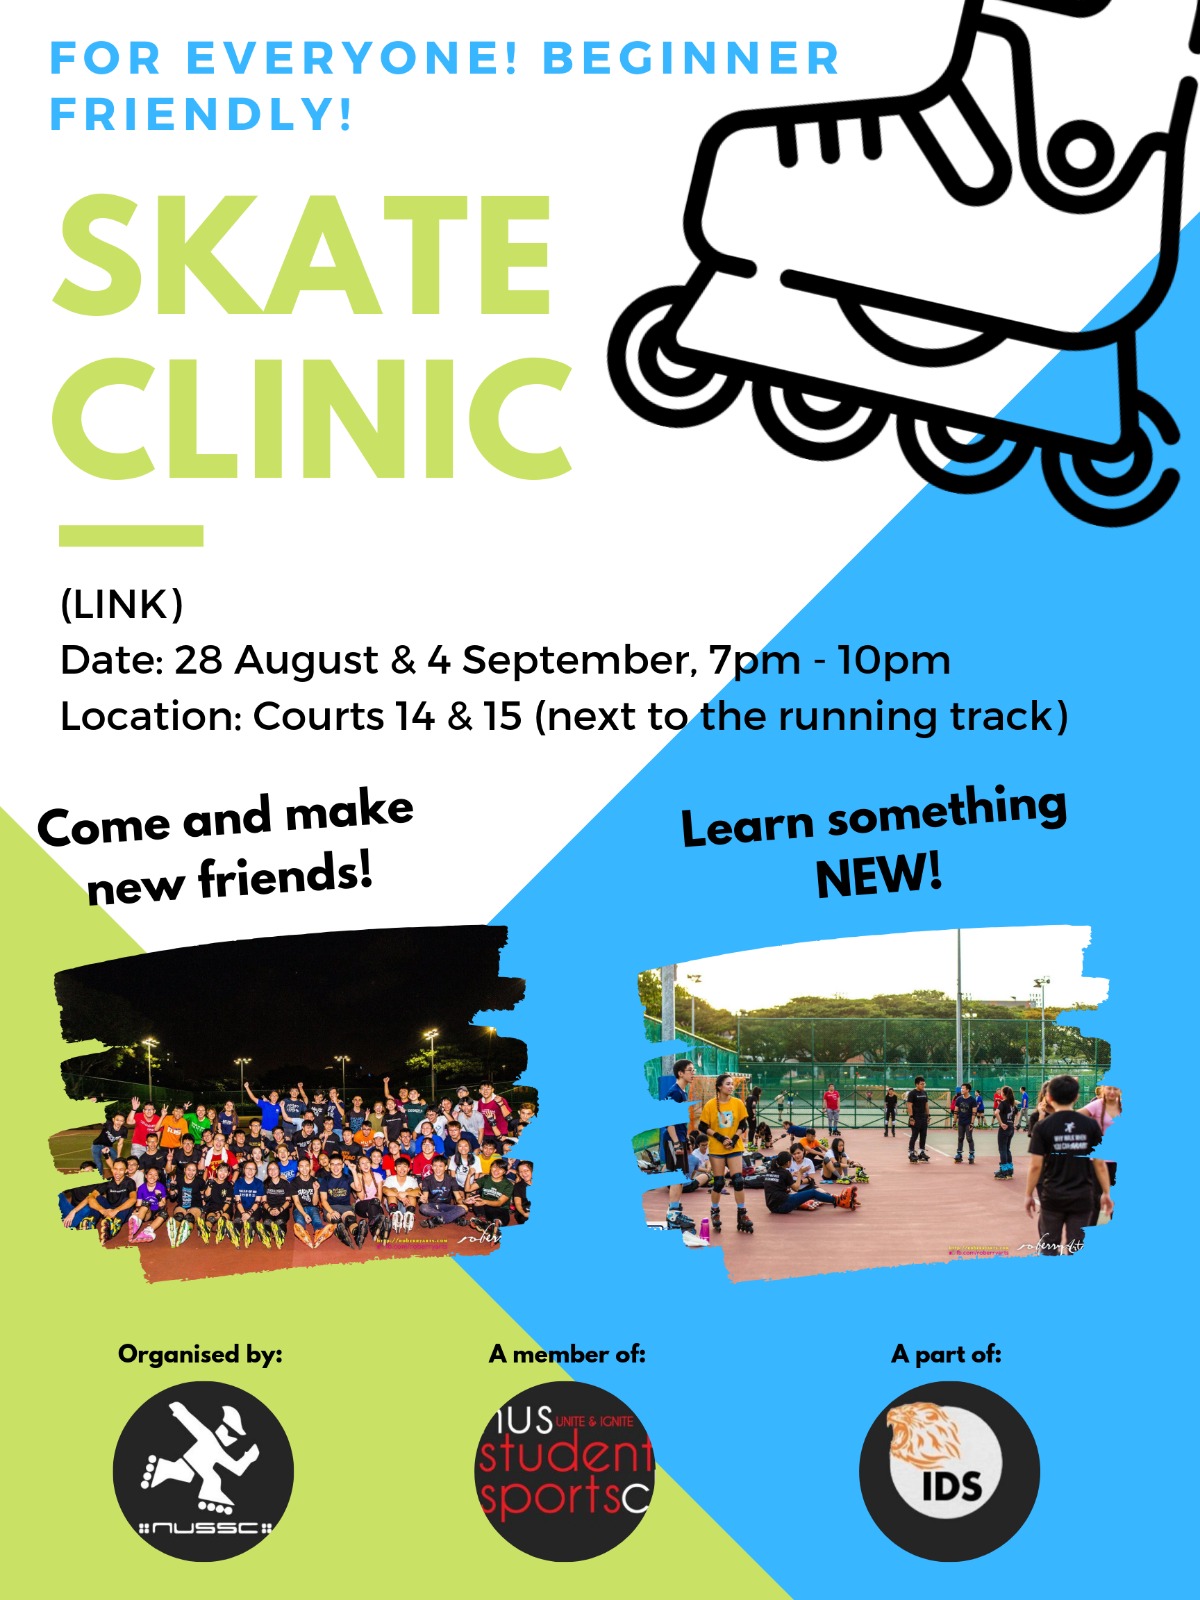 FOR EVERYONE! BEGINNER
FRIENDLY!
SKATE
CLINIC
(LINK)
Date: 28 August & 4 September, 7pm - 10pm
Location: Courts 14 & 15 (next to the running track)
Come and make
new friends!
Learn something
NEW!
Organised by:
A member of:
A part of:
NUSSC
NUS UNITE & IGNITE
student
sportsc
IDS